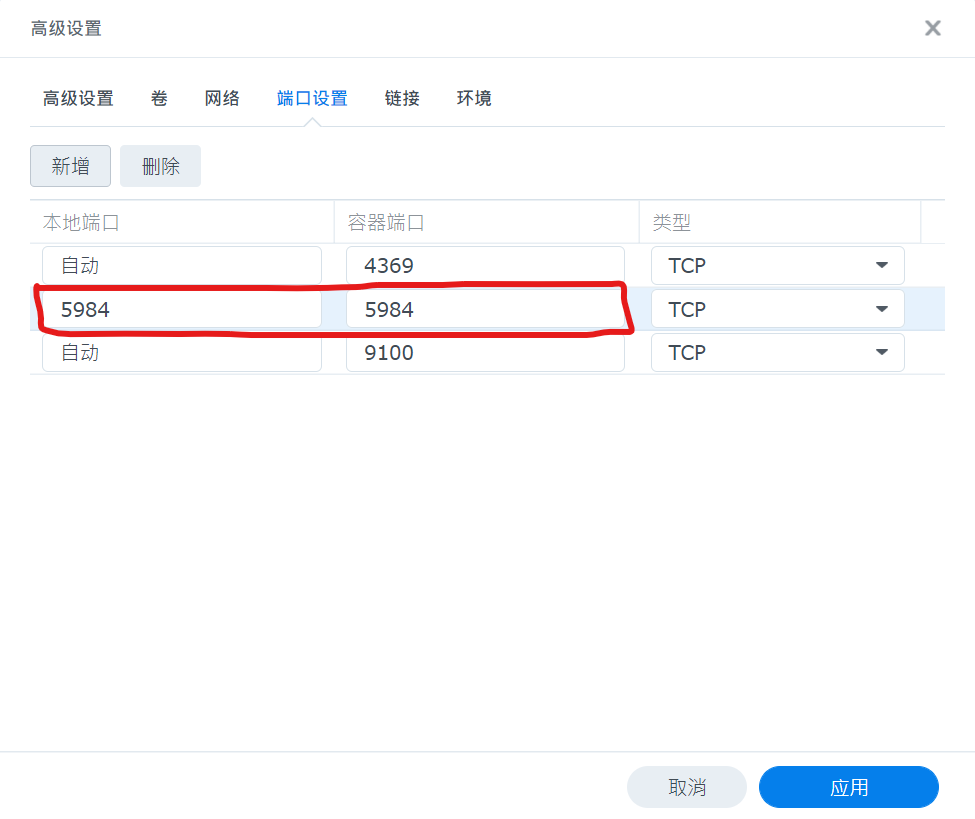 高级设置
高级设置 卷 网络 端口设置 链接 环境
新增 删除
本地端口 容器端口 类型
自动 4369 TCP
5984 5984 TCP
自动 9100 TCP
取消 应用